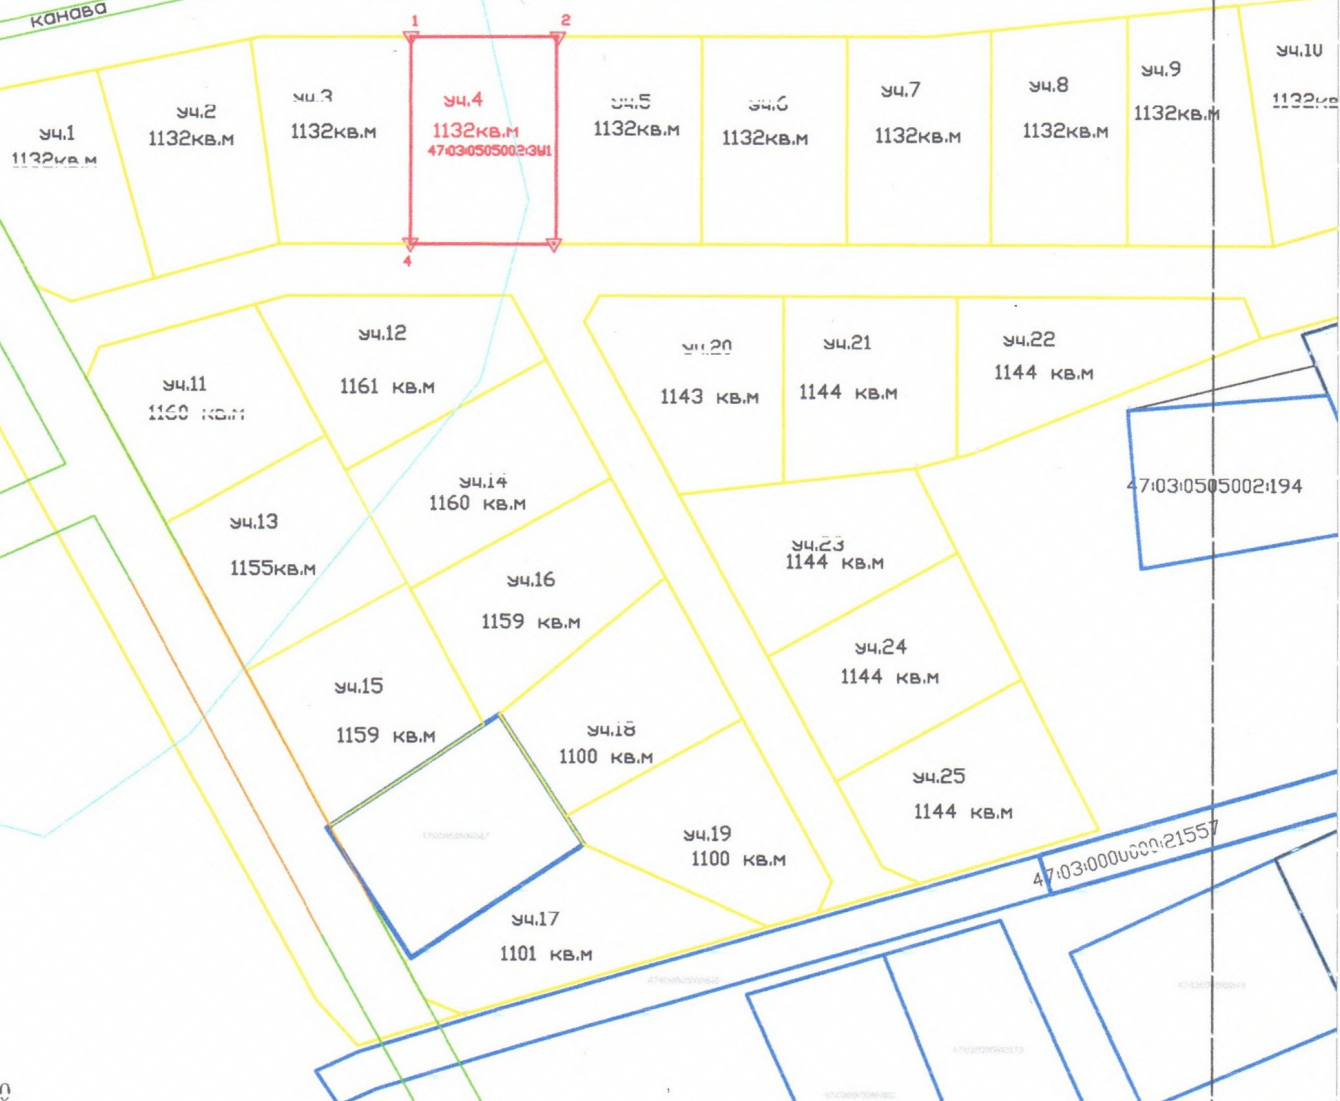 канава
1
2
уч.1
1132кв.м
уч.2
1132кв.м
уч.3
1132кв.м
уч.4
1132кв.м
47:03:0505002:ЗУ1
4
уч.5
1132кв.м
уч.6
1132кв.м
уч.7
1132кв.м
уч.8
1132кв.м
уч.9
1132кв.м
уч.10
1132кв
уч.11
1160 кв.м
уч.12
1161 кв.м
уч.20
1143 кв.м
уч.21
1144 кв.м
уч.22
1144 кв.м
уч.13
1155кв.м
уч.14
1160 кв.м
47:03:0505002:194
уч.16
1159 кв.м
уч.23
1144 кв.м
уч.15
1159 кв.м
уч.24
1144 кв.м
уч.18
1100 кв.м
уч.25
1144 кв.м
уч.19
1100 кв.м
47:03:0000000:21557
уч.17
1101 кв.м
0